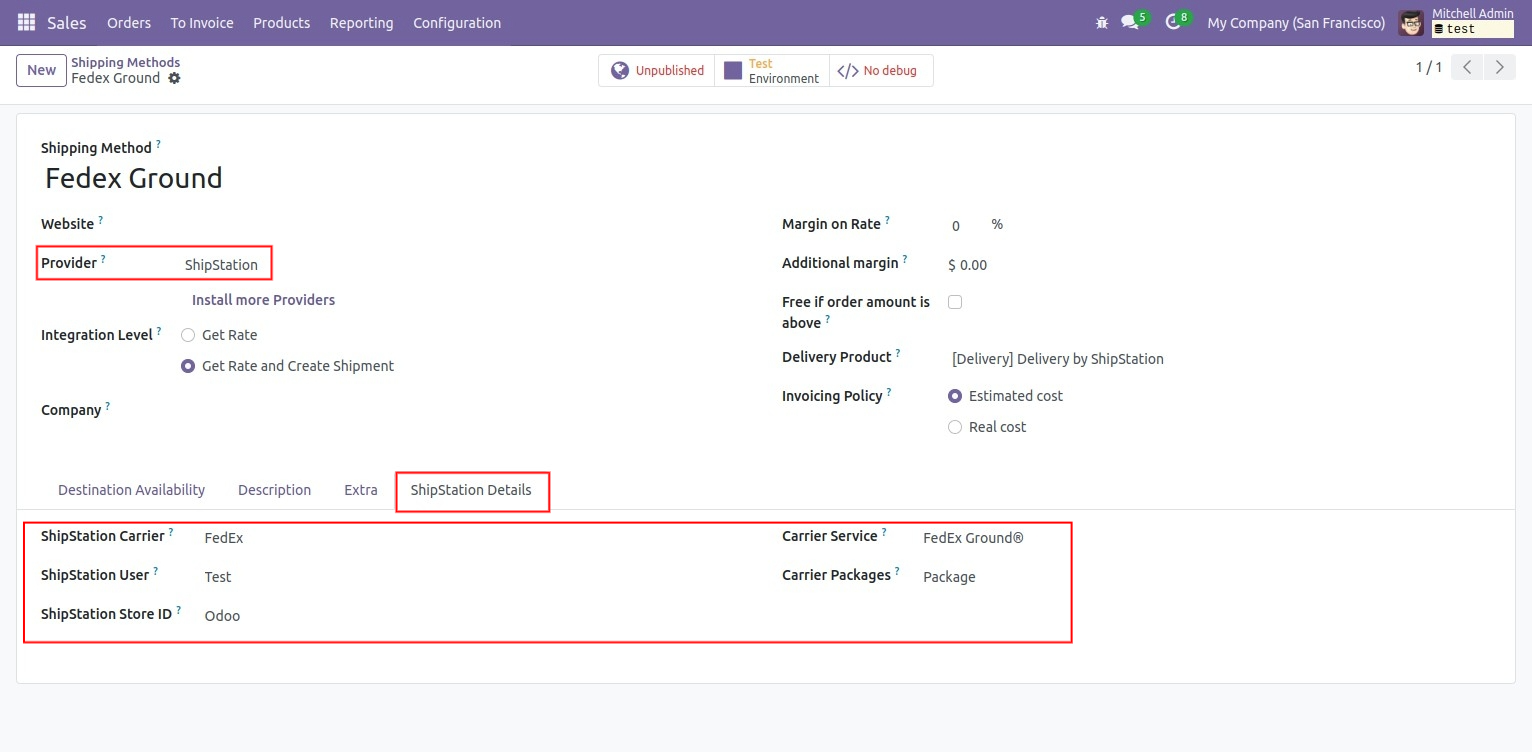 Sales Orders To Invoice Products Reporting Configuration 5 8 My Company (San Francisco) Mitchell Admin
test
New Shipping Methods
Fedex Ground
Unpublished Test Environment No debug
1 / 1
Shipping Method ?
Fedex Ground
Website ?
Provider ? ShipStation
Install more Providers
Integration Level ? Get Rate
Get Rate and Create Shipment
Company ?
Margin on Rate ? 0 %
Additional margin ? $ 0.00
Free if order amount is
above ?
Delivery Product ? [Delivery] Delivery by ShipStation
Invoicing Policy ? Estimated cost
Real cost
Destination Availability Description Extra ShipStation Details
ShipStation Carrier ? FedEx
ShipStation User ? Test
ShipStation Store ID ? Odoo
Carrier Service ? FedEx Ground®
Carrier Packages ? Package